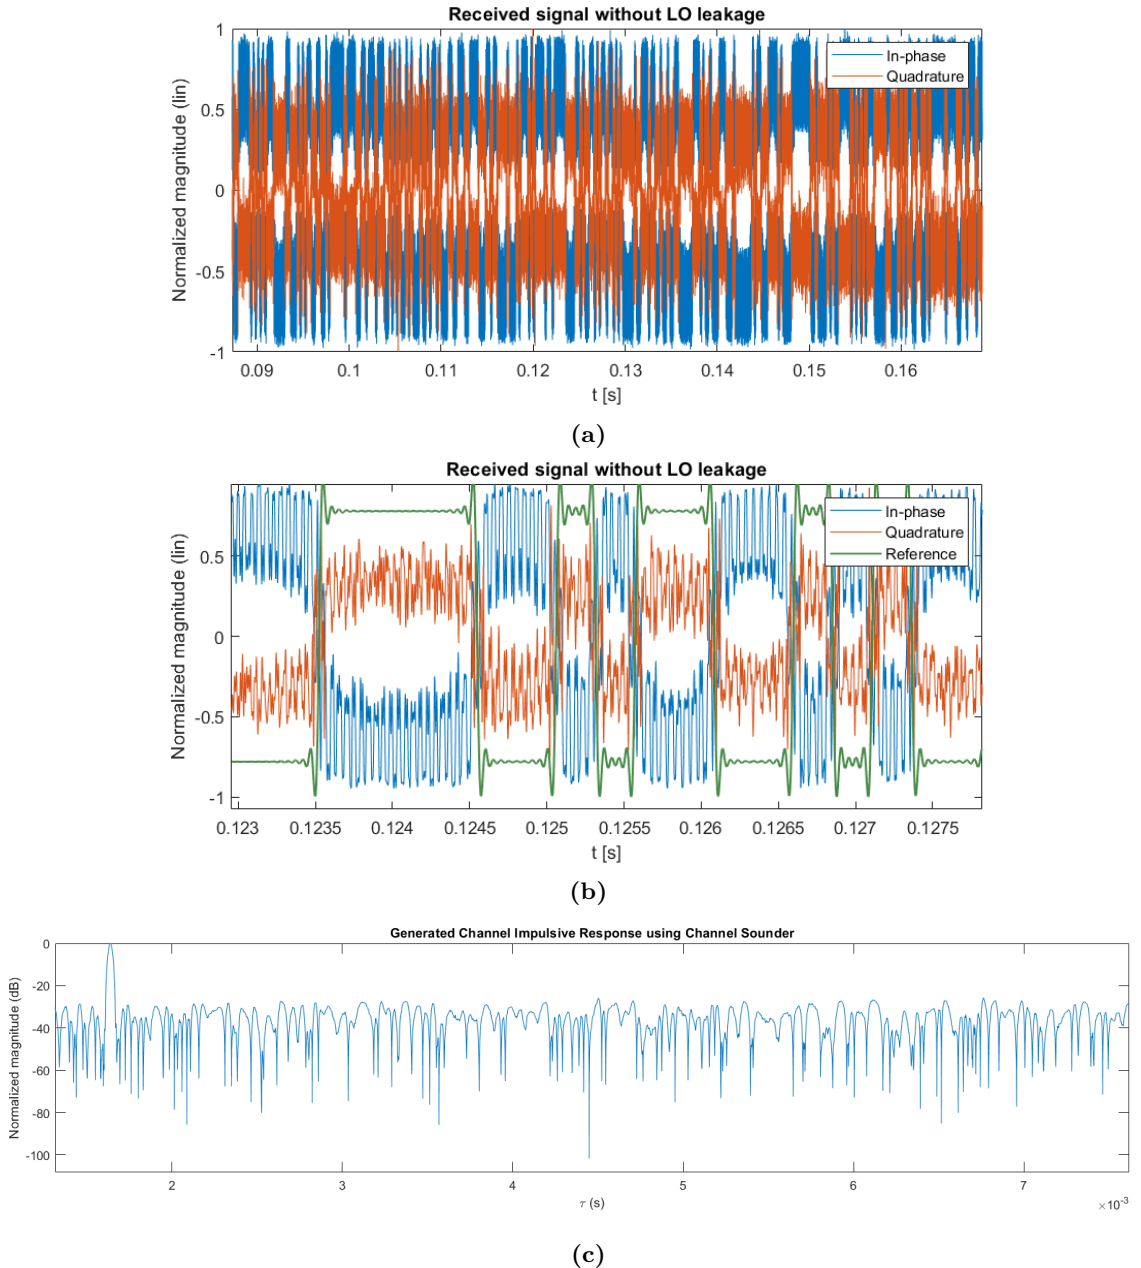 Received signal without LO leakage
Normalized magnitude (lin)
1
0.5
0
-0.5
-1
In-phase
Quadrature
0.09 0.1 0.11 0.12 0.13 0.14 0.15 0.16
t [s]
(a)
Received signal without LO leakage
Normalized magnitude (lin)
0.5
0
-0.5
-1
In-phase
Quadrature
Reference
0.123 0.1235 0.124 0.1245 0.125 0.1255 0.126 0.1265 0.127 0.1275
t [s]
(b)
Generated Channel Impulsive Response using Channel Sounder
Normalized magnitude (dB)
0
-20
-40
-60
-80
-100
2 3 4 5 6 7
τ (s)
×10⁻³
(c)